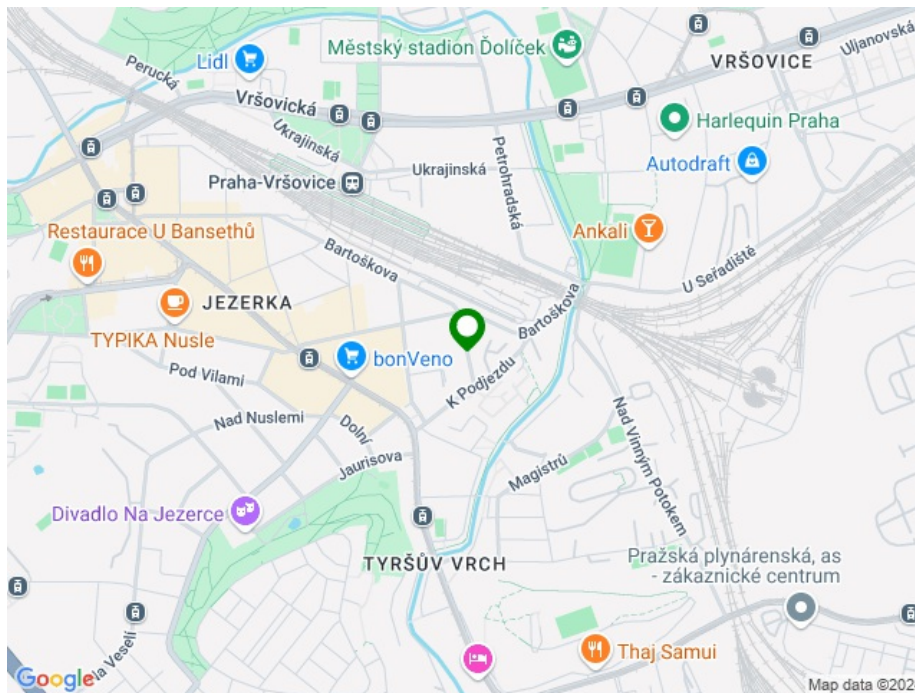 Městský stadion Ďolíček
Uljanovská
Lidl
VRŠOVICE
Perucká
Vršovická
Harlequin Praha
Ukrajinská
Petrohradská
Autodraft
Ukrajinská
Praha-Vršovice
Restaurace U Bansethů
Ankali
Bartoškova
U Seřadiště
JEZERKA
Bartoškova
TYPIKA Nusle
bonVeno
Pod Vilami
K Podjezdu
Nad Nuslemi
Dolní
Nad Vinným Potokem
Jaurisova
Magistrů
Divadlo Na Jezerce
TYRŠŮV VRCH
Pražská plynárenská, as
- zákaznické centrum
Thaj Samui
Na Veselí
Google
Map data ©202